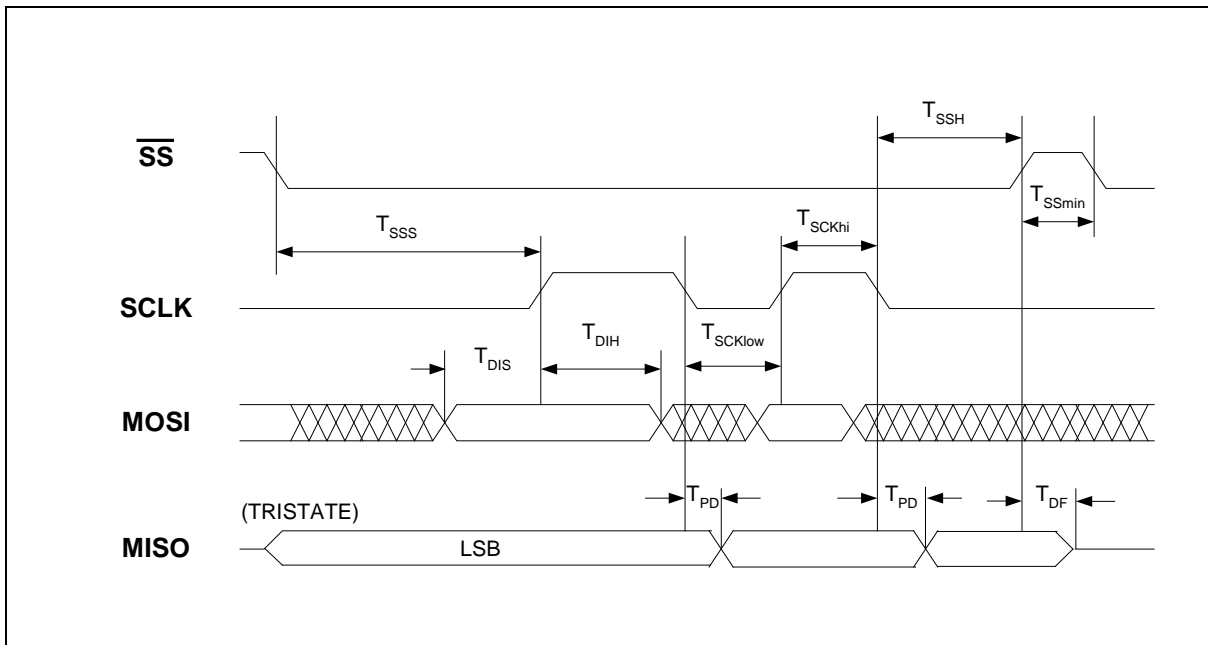 T_SSH
SS
T_SSmin
T_SCKhi
T_SSS
SCLK
T_DIH
T_SCKlow
T_DIS
MOSI
T_PD
T_PD
T_DF
(TRISTATE)
MISO
LSB